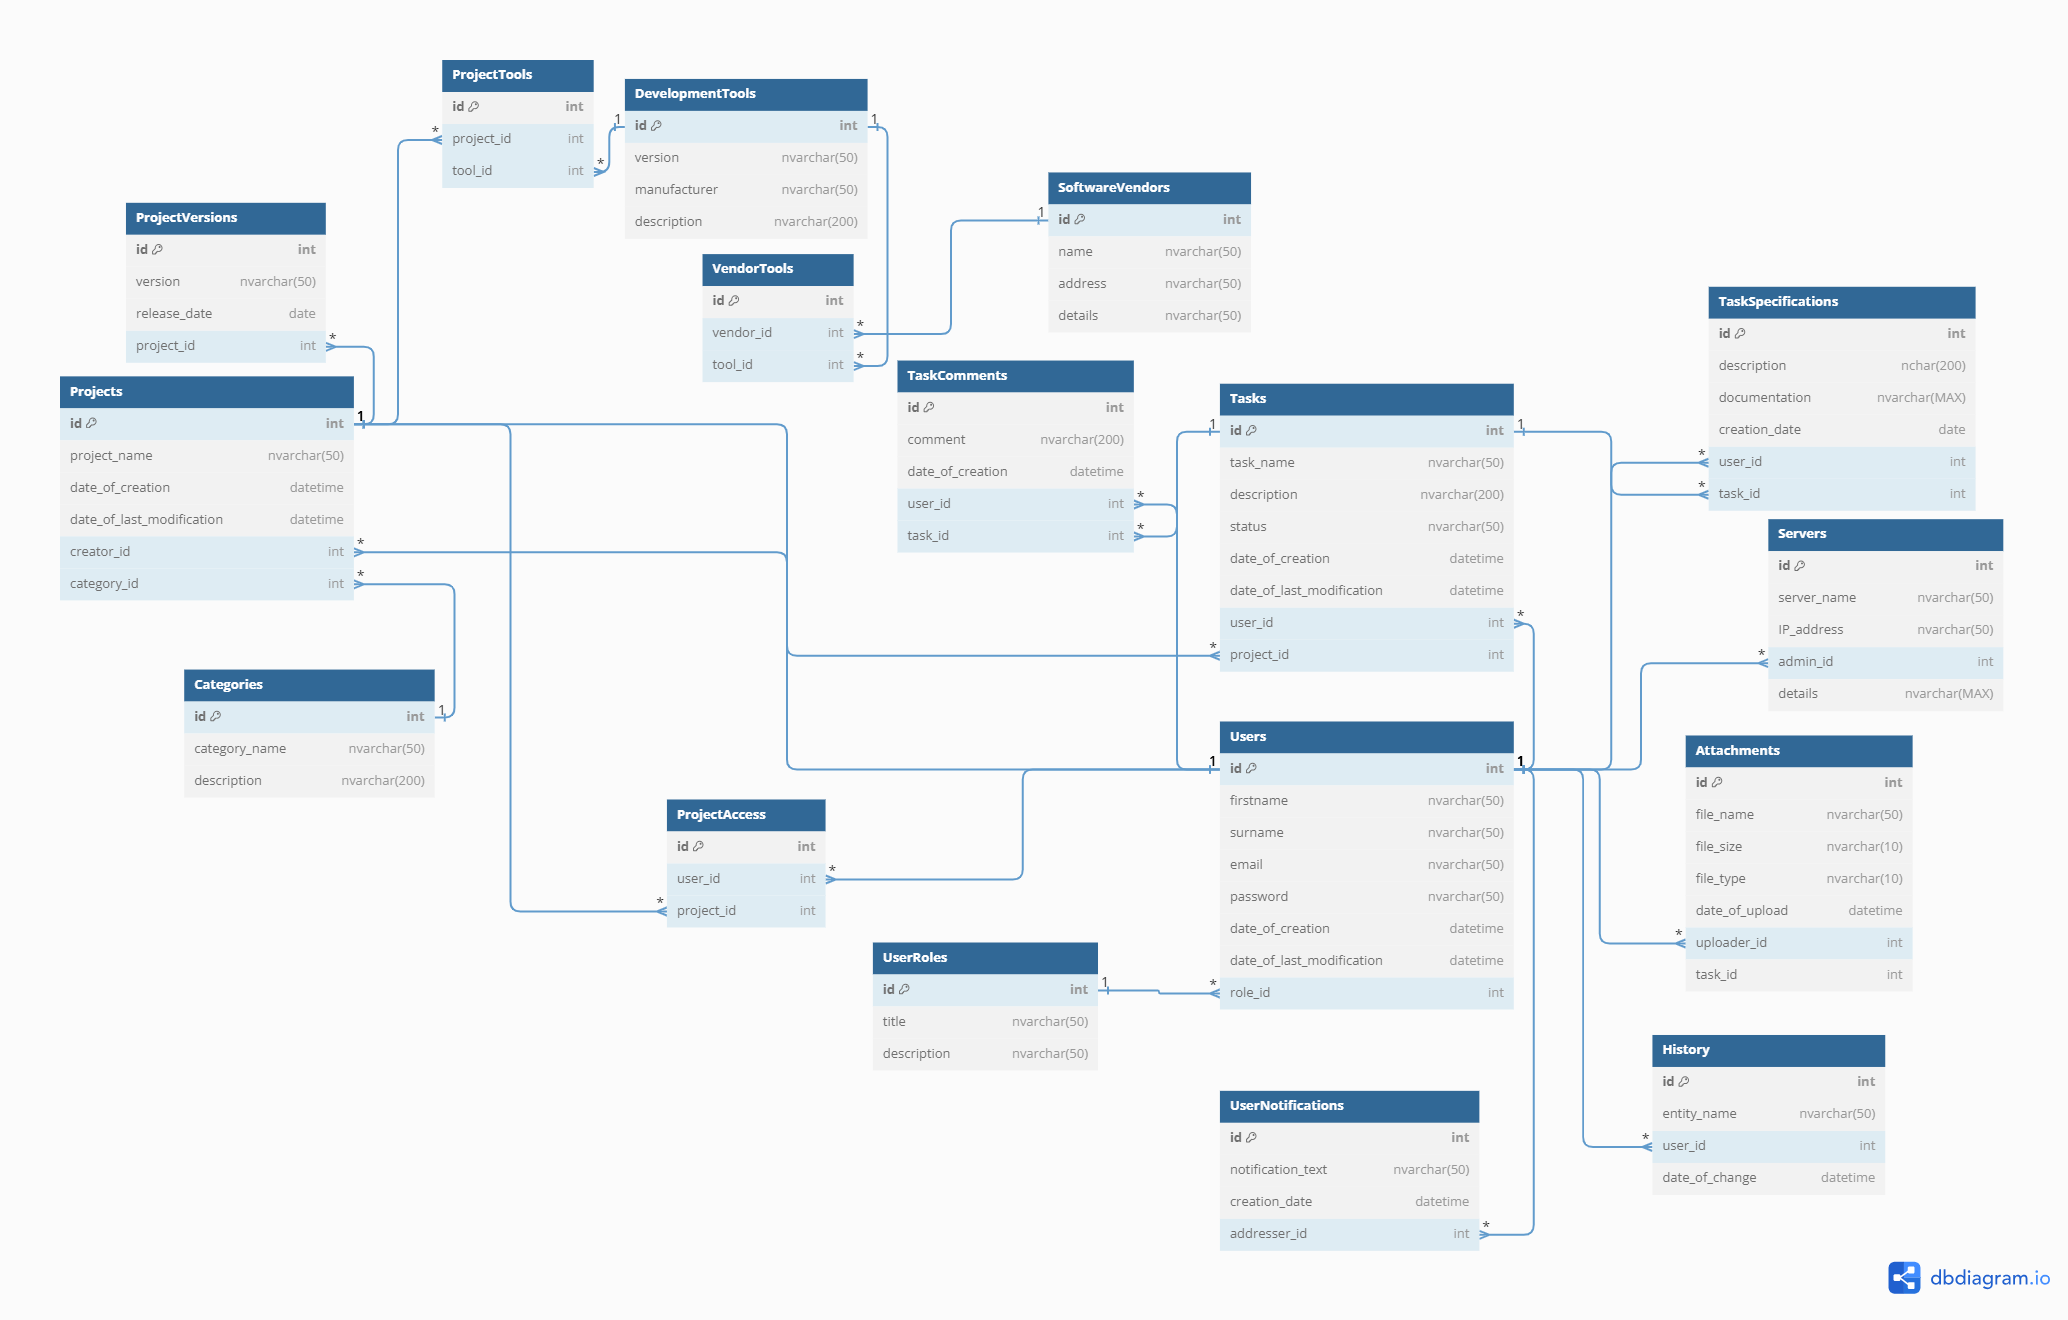 ProjectTools
id int
* project_id int
tool_id int *
DevelopmentTools
1 id int 1
version nvarchar(50)
manufacturer nvarchar(50)
description nvarchar(200)
SoftwareVendors
1 id int
name nvarchar(50)
address nvarchar(50)
details nvarchar(50)
ProjectVersions
id int
version nvarchar(50)
release_date date
project_id int *
VendorTools
id int
vendor_id int *
tool_id int *
TaskSpecifications
id int
description nchar(200)
documentation nvarchar(MAX)
creation_date date
* user_id int
* task_id int
Projects
id int 1
project_name nvarchar(50)
date_of_creation datetime
date_of_last_modification datetime
creator_id int *
category_id int *
TaskComments
id int
comment nvarchar(200)
date_of_creation datetime
user_id int *
task_id int *
Tasks
1 id int 1
task_name nvarchar(50)
description nvarchar(200)
status nvarchar(50)
date_of_creation datetime
date_of_last_modification datetime
user_id int *
* project_id int
Servers
id int
server_name nvarchar(50)
IP_address nvarchar(50)
* admin_id int
details nvarchar(MAX)
Categories
id int 1
category_name nvarchar(50)
description nvarchar(200)
Users
1 id int 1
firstname nvarchar(50)
surname nvarchar(50)
email nvarchar(50)
password nvarchar(50)
date_of_creation datetime
date_of_last_modification datetime
* role_id int
Attachments
id int
file_name nvarchar(50)
file_size nvarchar(10)
file_type nvarchar(10)
date_of_upload datetime
* uploader_id int
task_id int
ProjectAccess
id int
user_id int *
* project_id int
UserRoles
id int 1
title nvarchar(50)
description nvarchar(50)
History
id int
entity_name nvarchar(50)
* user_id int
date_of_change datetime
UserNotifications
id int
notification_text nvarchar(50)
creation_date datetime
addresser_id int *
dbdiagram.io